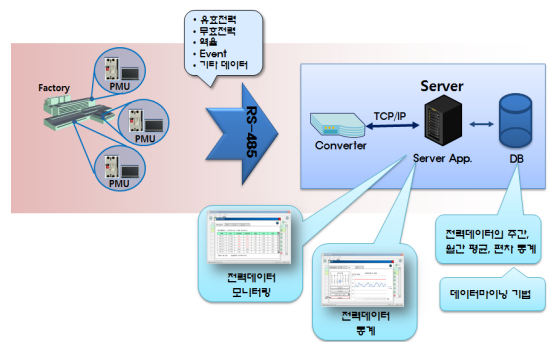 • 유효전력
• 무효전력
• 역율
• Event
• 기타 데이터
Factory
PMU
PMU
PMU
RS-485
Server
TCP/IP
Converter
Server App.
DB
전력데이터
모니터링
전력데이터
통계
전력데이터의 주간,
월간 평균, 편차 통계
데이터마이닝 기법